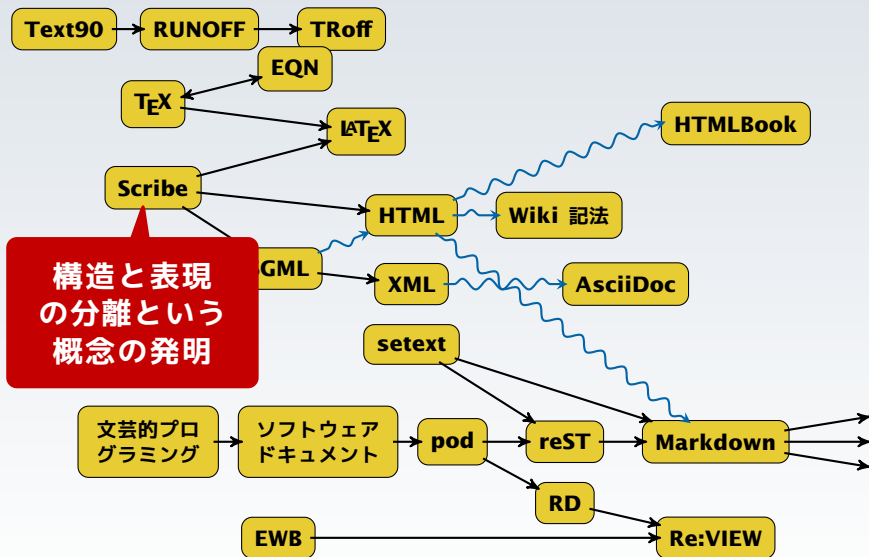 Text90
RUNOFF
TRoff
EQN
TEX
LATEX
HTMLBook
Scribe
HTML
Wiki 記法
構造と表現
の分離という
概念の発明
GML
XML
AsciiDoc
setext
文芸的プロ
グラミング
ソフトウェア
ドキュメント
pod
reST
Markdown
RD
EWB
Re:VIEW